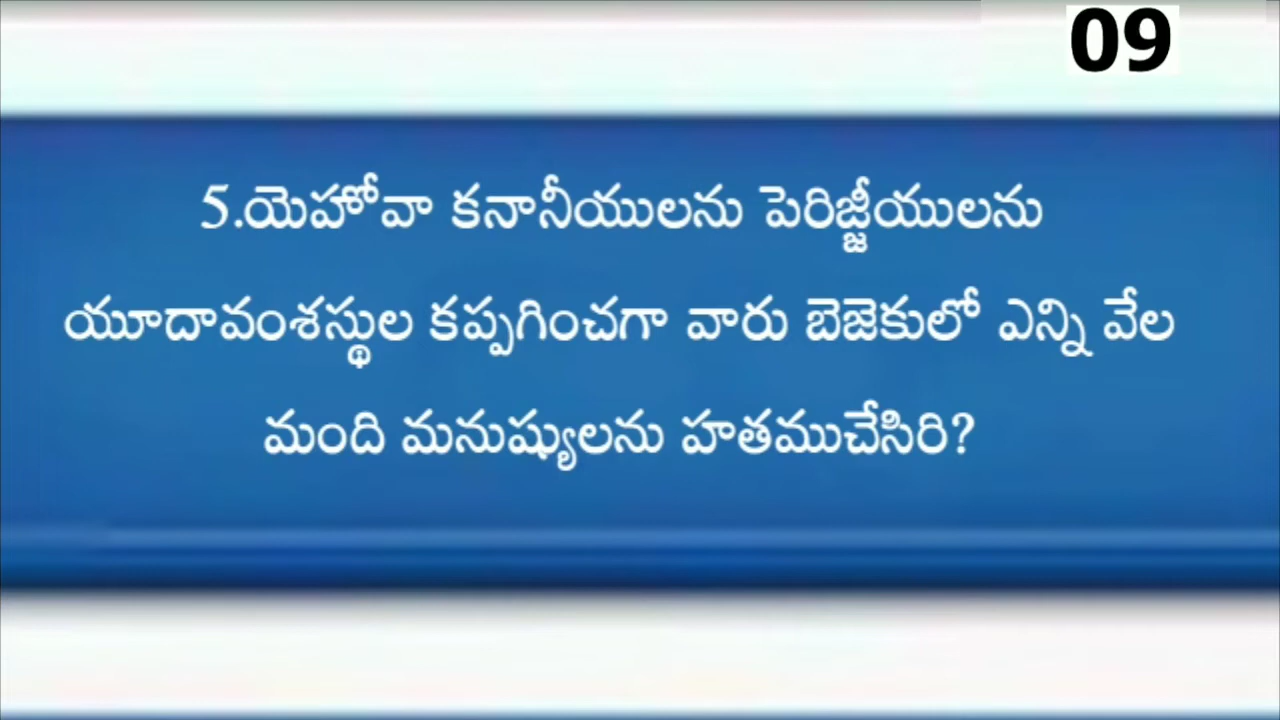 09
5.యెహోవా కనానీయులను పెరిజ్జీయులను
యూదావంశస్థుల కప్పగించగా వారు బెజెకులో ఎన్ని వేల
మంది మనుష్యులను హతముచేసిరి?